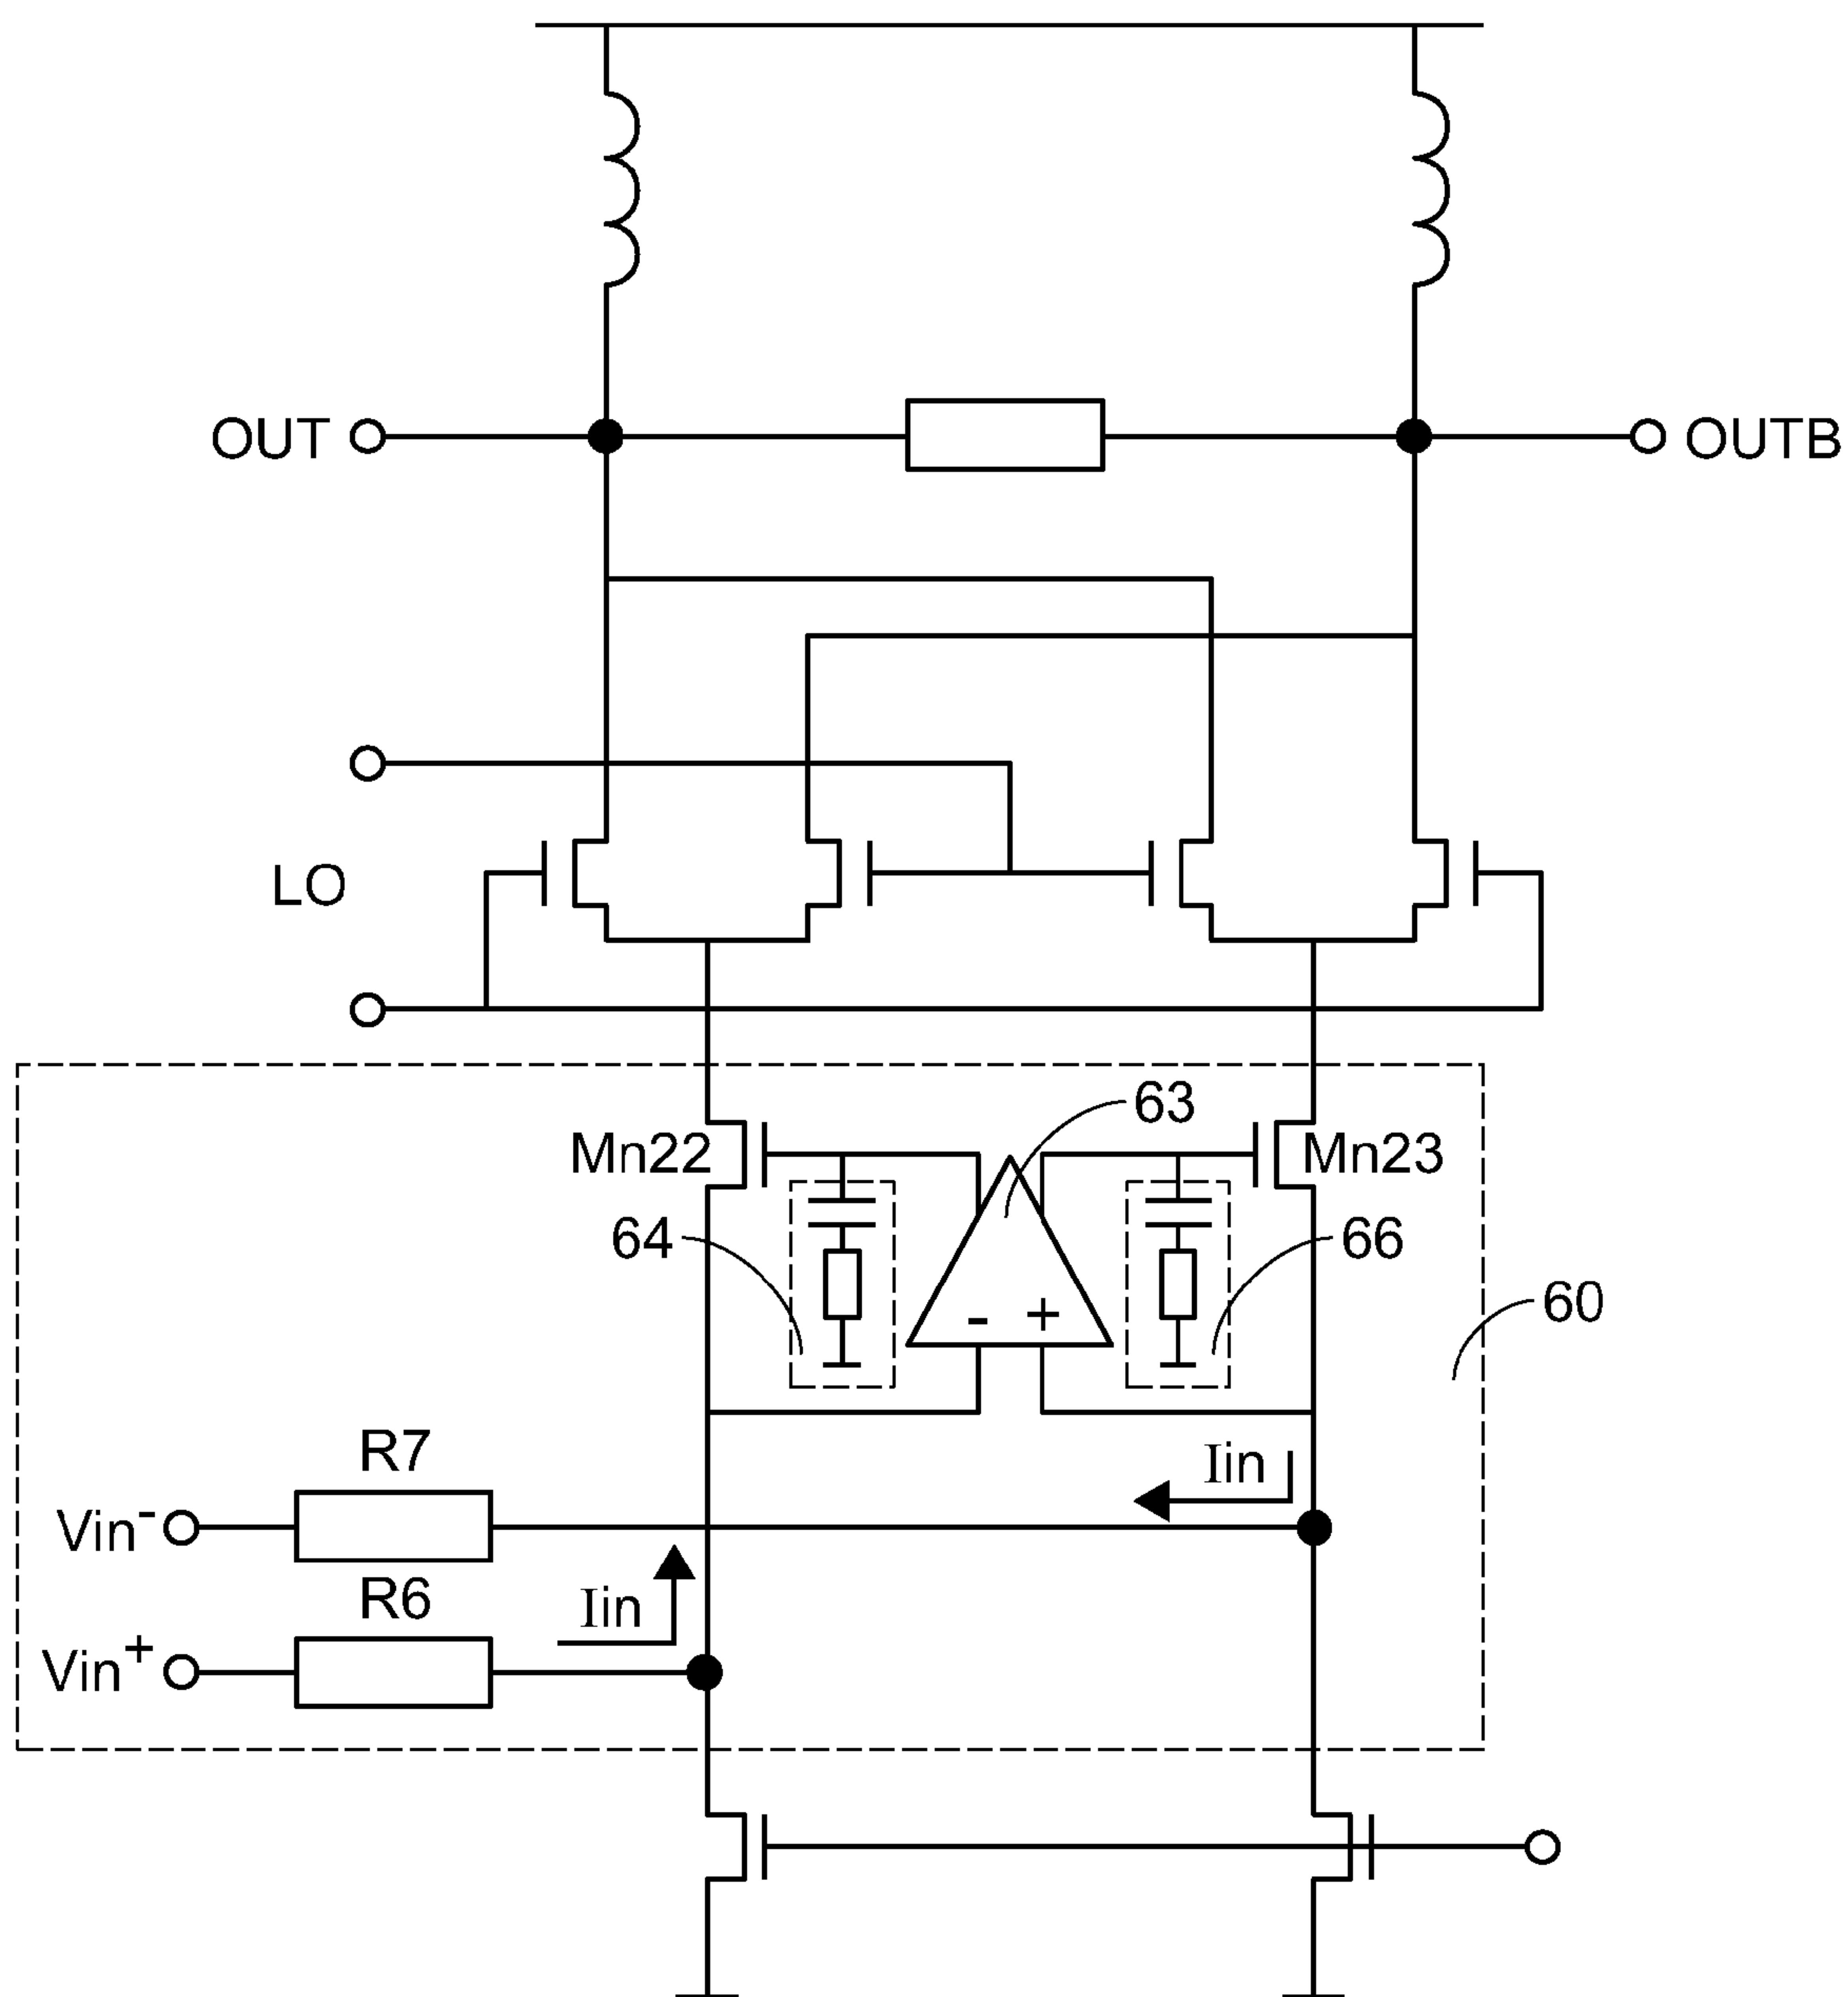 OUT
OUTB
LO
63
Mn22
Mn23
64
66
60
- +
R7
Iin
Vin-
R6
Iin
Vin+